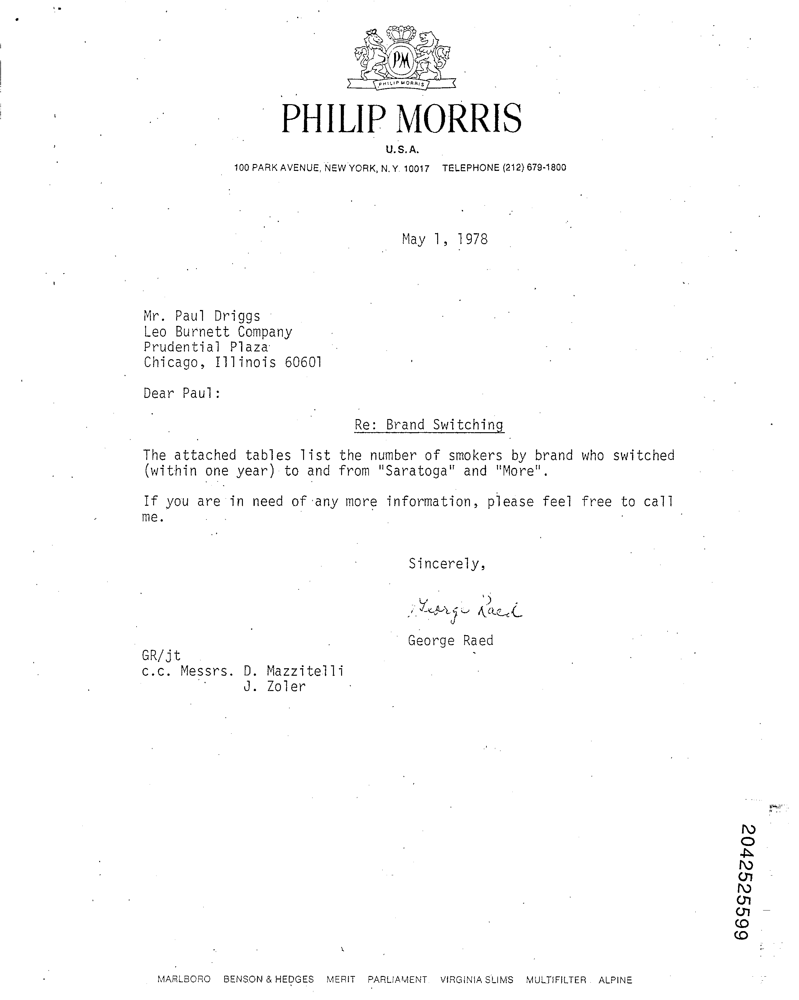 PM
PHILIP MORRIS
PHILIP MORRIS
U.S.A.
100 PARK AVENUE, NEW YORK, N.Y. 10017 TELEPHONE (212) 679-1800
May 1, 1978
Mr. Paul Driggs
Leo Burnett Company
Prudential Plaza
Chicago, Illinois 60601
Dear Paul:
Re: Brand Switching
The attached tables list the number of smokers by brand who switched
(within one year) to and from "Saratoga" and "More".
If you are in need of any more information, please feel free to call
me.
Sincerely,
George Raed
George Raed
GR/jt
c.c. Messrs. D. Mazzitelli
J. Zoler
2042525599
MARLBORO BENSON & HEDGES MERIT PARLIAMENT VIRGINIA SLIMS MULTIFILTER ALPINE